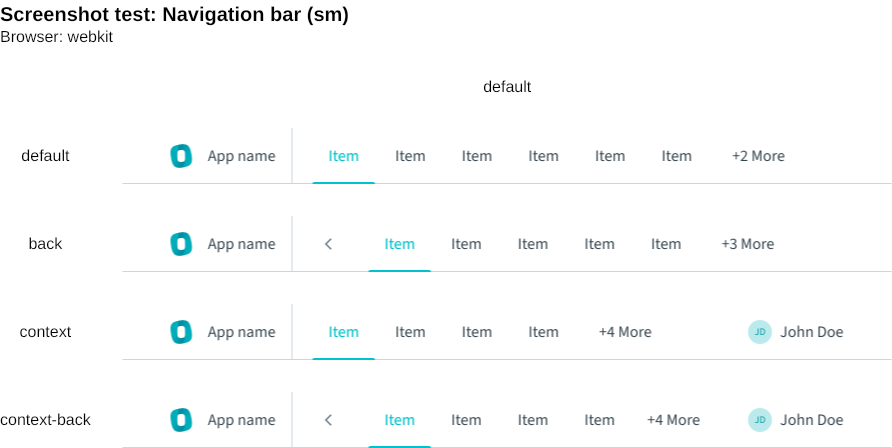 Screenshot test: Navigation bar (sm)
Browser: webkit
default
default App name Item Item Item Item Item Item +2 More
back App name Item Item Item Item Item +3 More
context App name Item Item Item Item +4 More JD John Doe
context-back App name Item Item Item Item +4 More JD John Doe